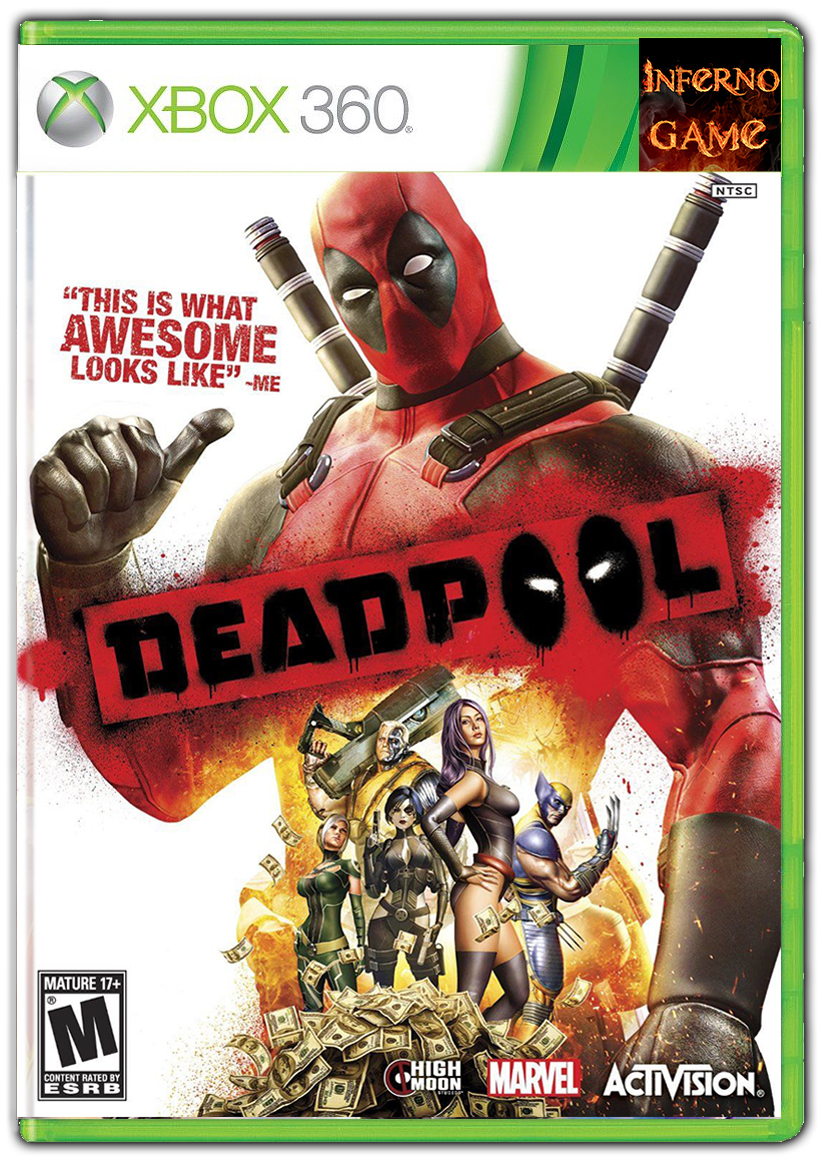 XBOX 360®
INFERNO
GAME
NTSC
"THIS IS WHAT
AWESOME
LOOKS LIKE" -ME
DEADPOOL
MATURE 17+
®
M
CONTENT RATED BY
ESRB
HIGH
MOON
STUDIOS
MARVEL
ACTIVISION®